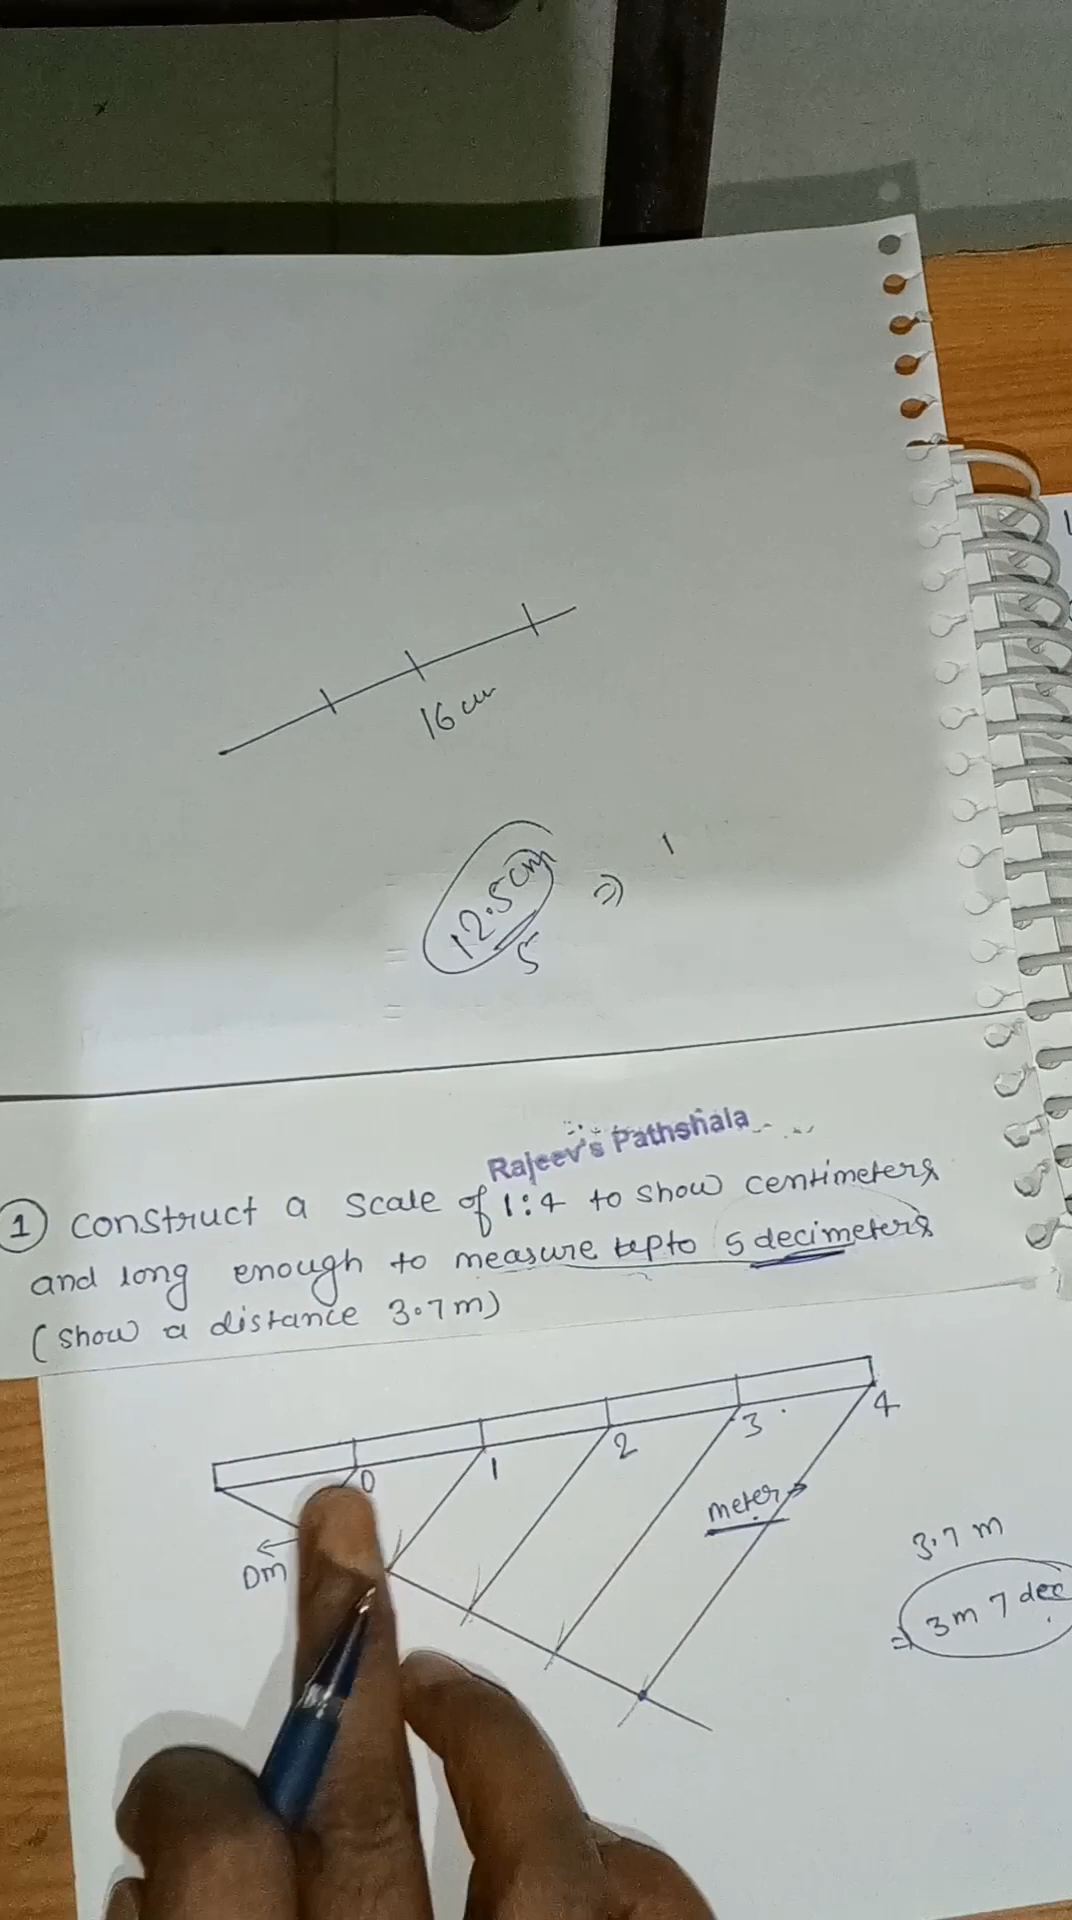 16 cm
12.5 cm ⇒ 1
5
Rajeev's Pathshala
① construct a scale of 1:4 to show centimeters
and long enough to measure upto 5 decimeters
(show a distance 3.7m)
0 1 2 3 4
meter
Dm
3.7 m
⇒ 3m 7 dec